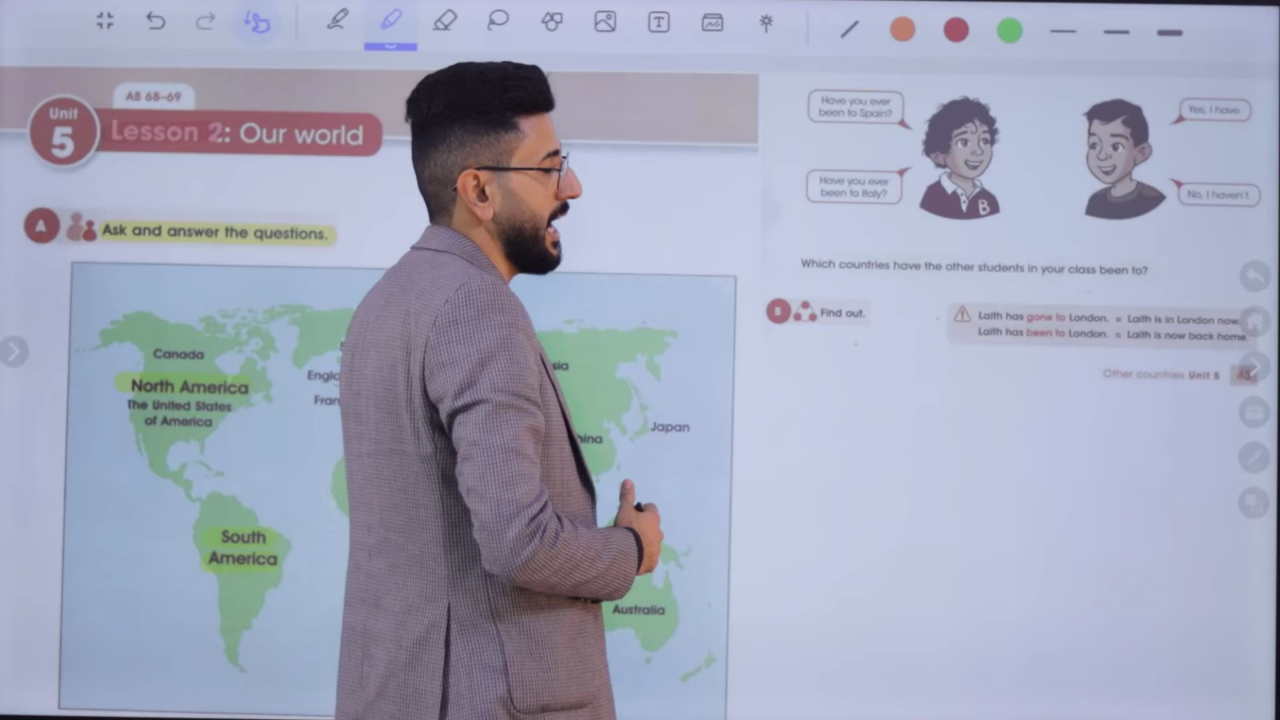 AB 68-69
Unit
5
Lesson 2: Our world
A
Ask and answer the questions.
Canada
North America
The United States
of America
South
America
Japan
Australia
Have you ever
been to Spain?
Yes, I have.
Have you ever
been to Italy?
No, I haven't.
B
Which countries have the other students in your class been to?
B
Find out.
Laith has gone to London. = Laith is in London now.
Laith has been to London. = Laith is now back home.
Other countries Unit 5